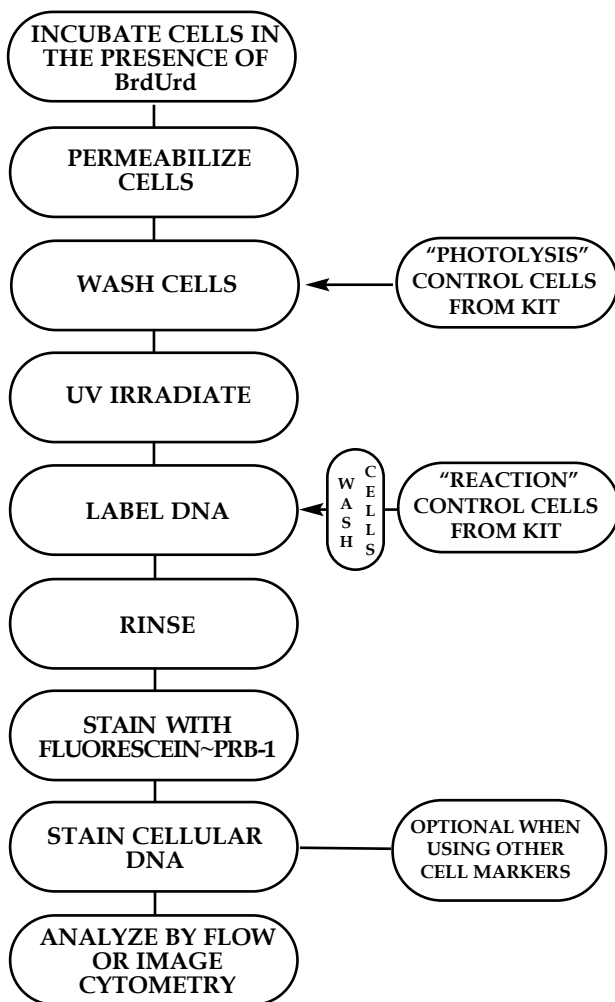 INCUBATE CELLS IN
THE PRESENCE OF
BrdUrd
PERMEABILIZE
CELLS
WASH CELLS
“PHOTOLYSIS”
CONTROL CELLS
FROM KIT
UV IRRADIATE
LABEL DNA
WASH
CELLS
“REACTION”
CONTROL CELLS
FROM KIT
RINSE
STAIN WITH
FLUORESCEIN~PRB-1
STAIN CELLULAR
DNA
OPTIONAL WHEN
USING OTHER
CELL MARKERS
ANALYZE BY FLOW
OR IMAGE
CYTOMETRY